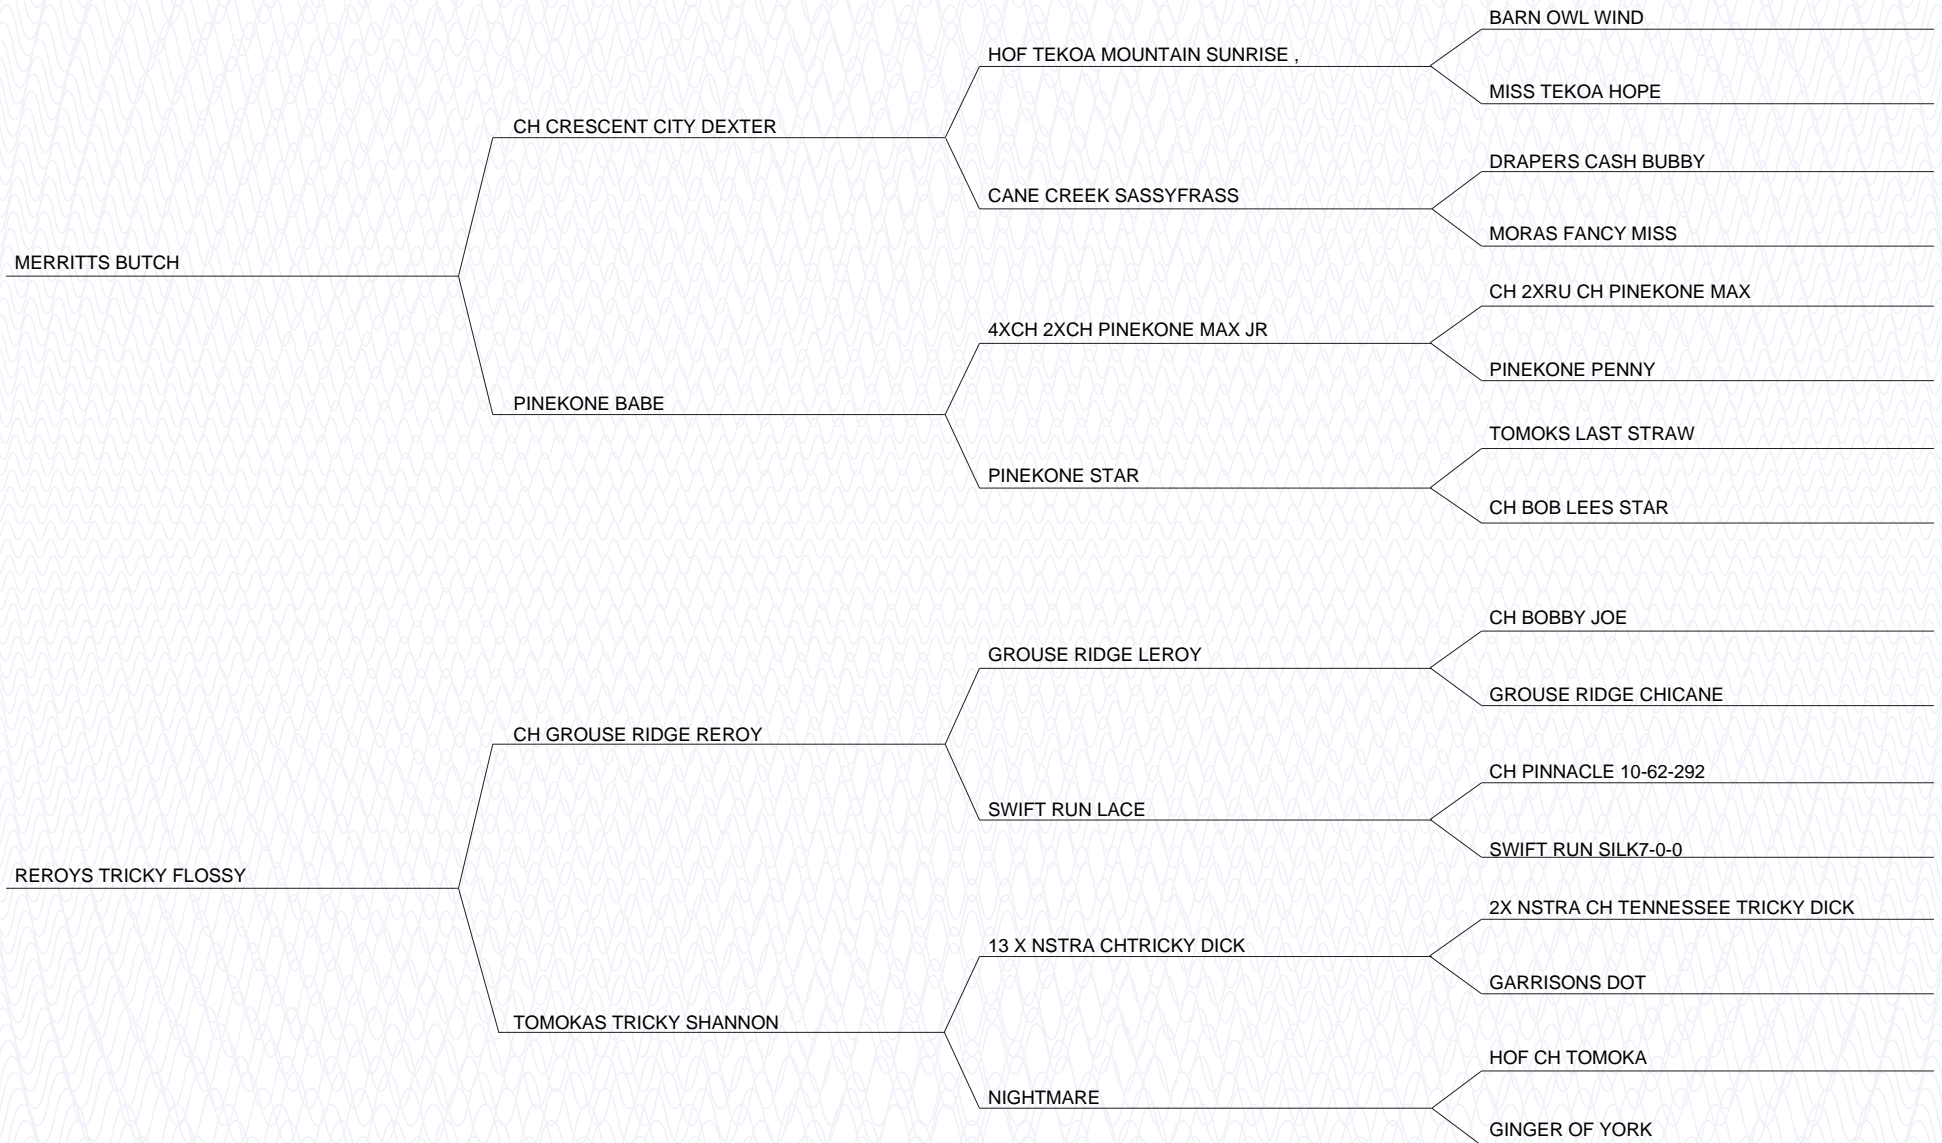 BARN OWL WIND
HOF TEKOA MOUNTAIN SUNRISE ,
MISS TEKOA HOPE
CH CRESCENT CITY DEXTER
DRAPERS CASH BUBBY
CANE CREEK SASSYFRASS
MORAS FANCY MISS
MERRITTS BUTCH
CH 2XRU CH PINEKONE MAX
4XCH 2XCH PINEKONE MAX JR
PINEKONE PENNY
PINEKONE BABE
TOMOKS LAST STRAW
PINEKONE STAR
CH BOB LEES STAR
CH BOBBY JOE
GROUSE RIDGE LEROY
GROUSE RIDGE CHICANE
CH GROUSE RIDGE REROY
CH PINNACLE 10-62-292
SWIFT RUN LACE
SWIFT RUN SILK7-0-0
REROYS TRICKY FLOSSY
2X NSTRA CH TENNESSEE TRICKY DICK
13 X NSTRA CHTRICKY DICK
GARRISONS DOT
TOMOKAS TRICKY SHANNON
HOF CH TOMOKA
NIGHTMARE
GINGER OF YORK